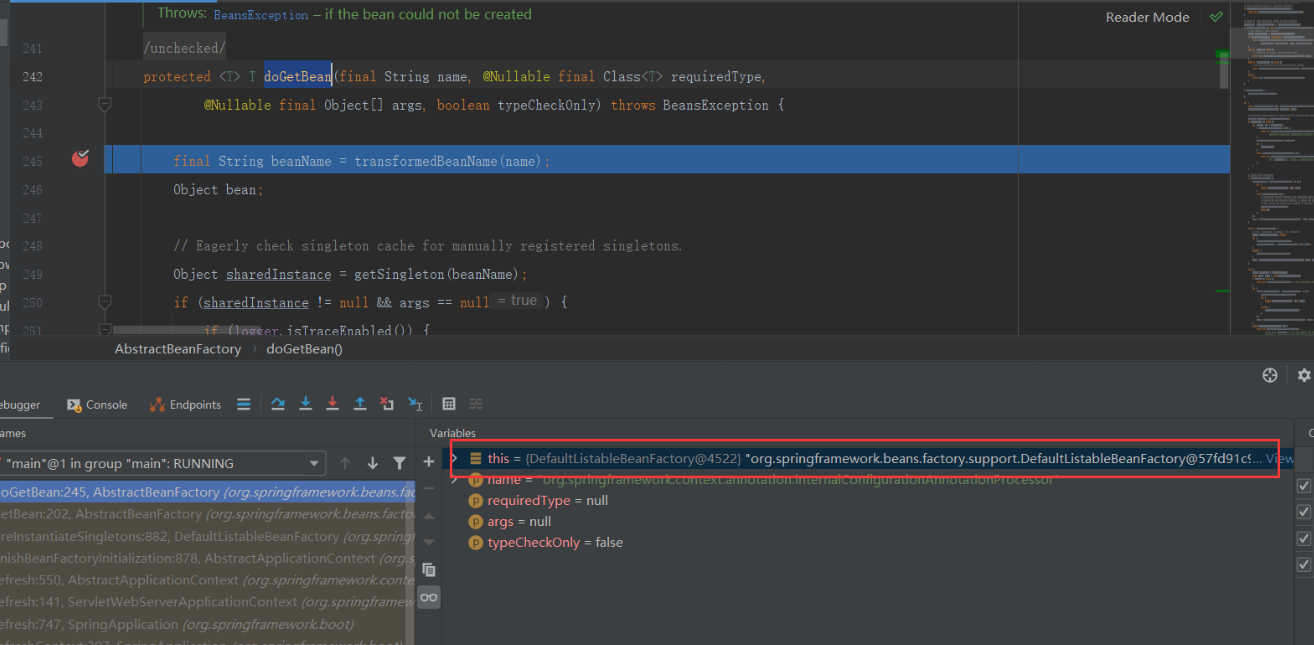 Throws: BeansException – if the bean could not be created
Reader Mode
241 /unchecked/
242 protected <T> T doGetBean(final String name, @Nullable final Class<T> requiredType,
243 @Nullable final Object[] args, boolean typeCheckOnly) throws BeansException {
244
245 final String beanName = transformedBeanName(name);
246 Object bean;
247
248 // Eagerly check singleton cache for manually registered singletons.
249 Object sharedInstance = getSingleton(beanName);
250 if (sharedInstance != null && args == null = true ) {
251 if (logger.isTraceEnabled()) {
AbstractBeanFactory › doGetBean()
ebugger Console Endpoints
ames
Variables
"main"@1 in group "main": RUNNING
oGetBean:245, AbstractBeanFactory (org.springframework.beans.fac
etBean:202, AbstractBeanFactory (org.springframework.beans.facto
reInstantiateSingletons:882, DefaultListableBeanFactory (org.springf
nishBeanFactoryInitialization:878, AbstractApplicationContext (org.s
efresh:550, AbstractApplicationContext (org.springframework.conte
efresh:141, ServletWebServerApplicationContext (org.springframew
efresh:747, SpringApplication (org.springframework.boot)
efreshContext:397, SpringApplication (org.springframework.boot)
this = {DefaultListableBeanFactory@4522} "org.springframework.beans.factory.support.DefaultListableBeanFactory@57fd91c9... View
name = "org.springframework.context.annotation.internalConfigurationAnnotationProcessor"
requiredType = null
args = null
typeCheckOnly = false